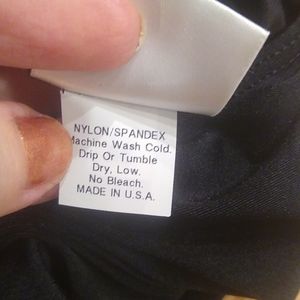 NYLON/SPANDEX
Machine Wash Cold.
Drip Or Tumble
Dry, Low.
No Bleach.
MADE IN U.S.A.